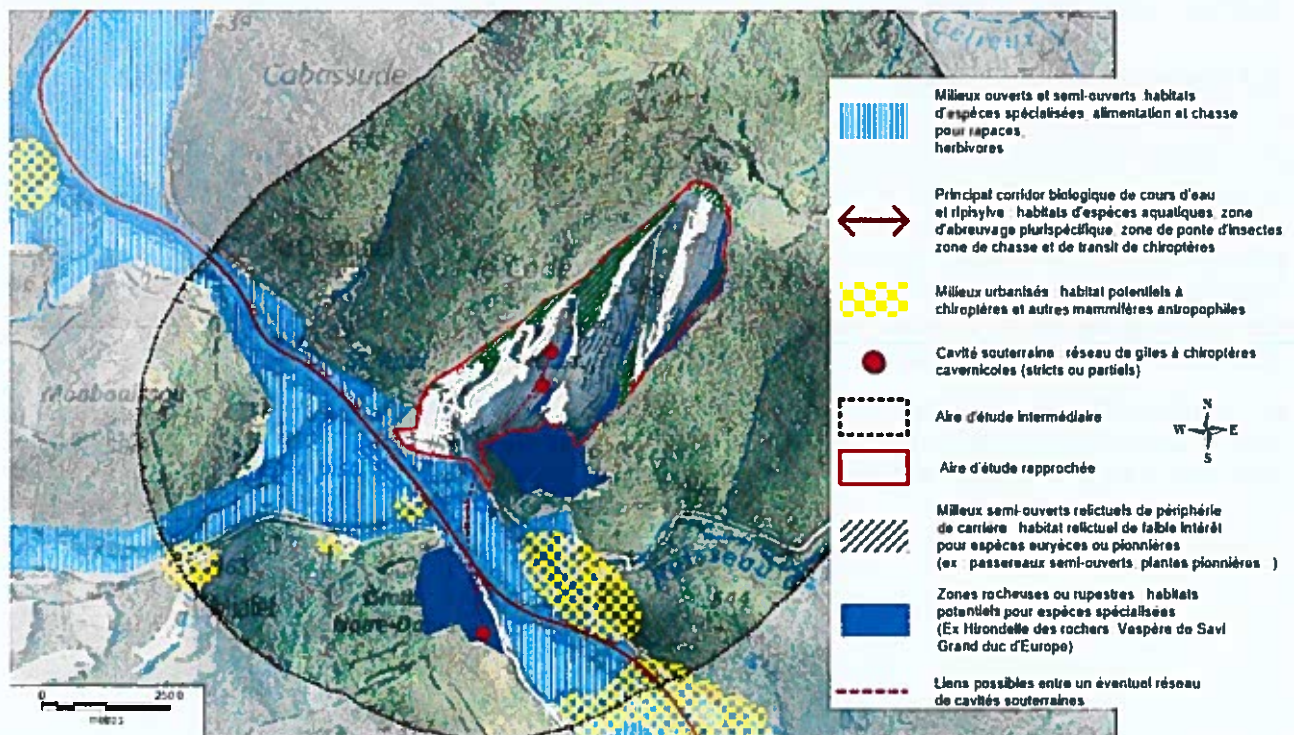 Cabassude
Milieux ouverts et semi-ouverts : habitats
d'espèces spécialisées, alimentation et chasse
pour rapaces,
herbivores
Principal corridor biologique de cours d'eau
et ripisylve : habitats d'espèces aquatiques, zone
d'abreuvage plurispécifique, zone de ponte d'insectes
zone de chasse et de transit de chiroptères
Milieux urbanisés : habitat potentiels à
chiroptères et autres mammifères antropophiles
Cavité souterraine : réseau de gîtes à chiroptères
cavernicoles (stricts ou partiels)
Aire d'étude intermédiaire
N
W E
S
Aire d'étude rapprochée
Milieux semi-ouverts relictuels de périphérie
de carrière : habitat relictuel de faible intérêt
pour espèces euryèces ou pionnières
(ex : passereaux semi-ouverts, plantes pionnières )
Zones rocheuses ou rupestres : habitats
potentiels pour espèces spécialisées
(Ex Hirondelle des rochers, Vespère de Savi
Grand duc d'Europe)
Liens possibles entre un éventuel réseau
de cavités souterraines
0 250
mètres